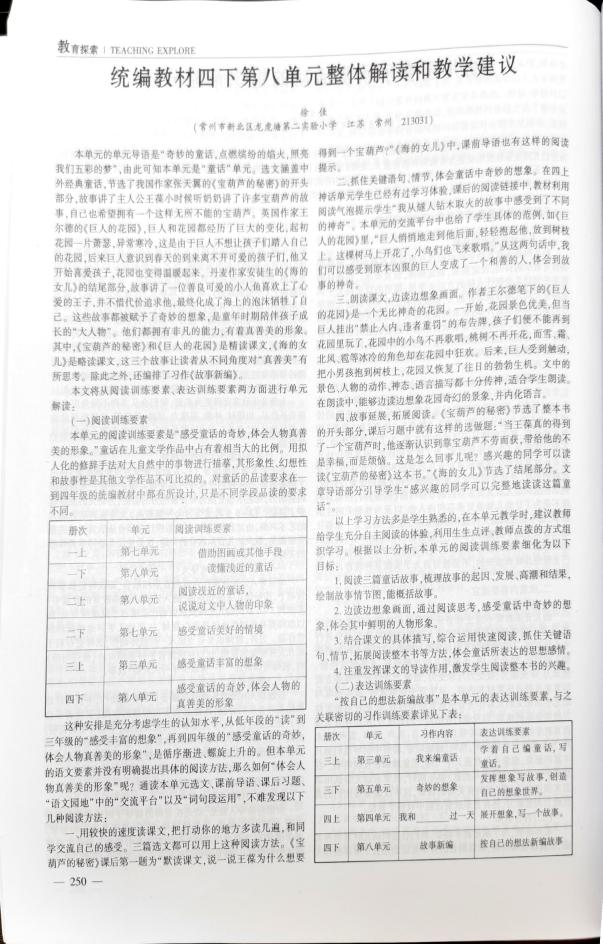 教育探索 | TEACHING EXPLORE
统编教材四下第八单元整体解读和教学建议
徐 佳
(常州市新北区龙虎塘第二实验小学 江苏 常州 213031)
本单元的单元导语是“奇妙的童话,点燃缤纷的焰火,照亮
我们五彩的梦”,由此可知本单元是“童话”单元。选文涵盖中
外经典童话,节选了我国作家张天翼的《宝葫芦的秘密》的开头
部分,故事讲了主人公王葆小时候听奶奶讲了许多宝葫芦的故
事,自己也希望拥有一个这样无所不能的宝葫芦。英国作家王
尔德的《巨人的花园》,巨人和花园都经历了巨大的变化,起初
花园一片萧瑟,异常寒冷,这是由于巨人不想让孩子们踏入自己
的花园,后来巨人意识到春天的到来离不开可爱的孩子们,他又
开始喜爱孩子,花园也变得温暖起来。丹麦作家安徒生的《海的
女儿》的结尾部分,故事讲了一位善良可爱的小人鱼喜欢上了心
爱的王子,并不惜代价追求他,最终化成了海上的泡沫牺牲了自
己。这些故事都被赋予了奇妙的想象,是童年时期陪伴孩子成
长的“大人物”。他们都拥有非凡的能力,有着真善美的形象。
其中,《宝葫芦的秘密》和《巨人的花园》是精读课文,《海的女
儿》是略读课文,这三个故事让读者从不同角度对“真善美”有
所思考。除此之外,还编排了习作《故事新编》。
本文将从阅读训练要素、表达训练要素两方面进行单元
解读:
(一)阅读训练要素
本单元的阅读训练要素是“感受童话的奇妙,体会人物真善
美的形象。”童话在儿童文学作品中占有着相当大的比例。用拟
人化的修辞手法对大自然中的事物进行描摹,其形象性、幻想性
和故事性是其他文学作品不可比拟的。对童话的品读要求在一
到四年级的统编教材中都有所设计,只是不同学段品读的要求
不同。
册次 单元 阅读训练要素
一上 第七单元 借助图画或其他手段
一下 第八单元 读懂浅近的童话
二上 第八单元 阅读浅近的童话,
说说对文中人物的印象
二下 第七单元 感受童话美好的情境
三上 第三单元 感受童话丰富的想象
四下 第八单元 感受童话的奇妙,体会人物的
真善美的形象
这种安排是充分考虑学生的认知水平,从低年段的“读”到
三年级的“感受丰富的想象”,再到四年级的“感受童话的奇妙,
体会人物真善美的形象”,是循序渐进、螺旋上升的。但本单元
的语文要素并没有明确提出具体的阅读方法,那么如何“体会人
物真善美的形象”呢?通读本单元选文、课前导语、课后习题、
“语文园地”中的“交流平台”以及“词句段运用”,不难发现以下
几种阅读方法:
一、用较快的速度读课文,把打动你的地方多读几遍,和同
学交流自己的感受。三篇选文都可以用上这种阅读方法。《宝
葫芦的秘密》课后第一题为“默读课文,说一说王葆为什么想要
得到一个宝葫芦?”《海的女儿》中,课前导语也有这样的阅读
提示。
二、抓住关键语句、情节,体会童话中奇妙的想象。在四上
神话单元学生已经有过学习体验,课后的阅读链接中,教材利用
阅读气泡提示学生“我从燧人钻木取火的故事中感受到了不同
的神奇”。本单元的交流平台中也给了学生具体的范例,如《巨
人的花园》里,“巨人悄悄地走到他后面,轻轻抱起他,放到树枝
上。这棵树马上开花了,小鸟们也飞来歌唱。”从这两句话中,我
们可以感受到原本凶狠的巨人变成了一个和善的人,体会到故
事的神奇。
三、朗读课文,边读边想象画面。作者王尔德笔下的《巨人
的花园》是一个无比神奇的花园。一开始,花园景色优美,但当
巨人挂出“禁止入内、违者重罚”的布告牌,孩子们便不能再到
花园里玩了,花园中的小鸟不再歌唱,桃树不再开花,而雪、霜、
北风、雹等冰冷的角色却在花园中狂欢。后来,巨人受到触动,
把小男孩抱到树枝上,花园又恢复了往日的勃勃生机。文中的
景色、人物的动作、神态、语言描写都十分传神,适合学生朗读。
在朗读中,能够边读边想象花园奇幻的景象,并内化语言。
四、故事延展,拓展阅读。《宝葫芦的秘密》节选了整本书
的开头部分,课后习题中就有这样的选做题:“当王葆真的得到
了一个宝葫芦时,他逐渐认识到靠宝葫芦不劳而获,带给他的不
是幸福,而是烦恼。这是怎么回事儿呢?感兴趣的同学可以读
读《宝葫芦的秘密》这本书。”《海的女儿》节选了结尾部分。文
章导语部分引导学生“感兴趣的同学可以完整地读读这篇童
话”。
以上学习方法多是学生熟悉的,在本单元教学时,建议教师
给学生充分自主阅读的体验,利用生生点评、教师点拨的方式组
织学习。根据以上分析,本单元的阅读训练要素细化为以下
目标:
1.阅读三篇童话故事,梳理故事的起因、发展、高潮和结果,
绘制故事情节图,能概括故事。
2.边读边想象画面,通过阅读思考,感受童话中奇妙的想
象,体会其中鲜明的人物形象。
3.结合课文的具体描写,综合运用快速阅读,抓住关键语
句、情节,拓展阅读整本书等方法,体会童话所表达的思想感情。
4.注重发挥课文的导读作用,激发学生阅读整本书的兴趣。
(二)表达训练要素
“按自己的想法新编故事”是本单元的表达训练要素,与之
关联密切的习作训练要素详见下表:
册次 单元 习作内容 表达训练要素
三上 第三单元 我来编童话 学着自己编童话,写
童话。
三下 第五单元 奇妙的想象 发挥想象写故事,创造
自己的想象世界。
四上 第四单元 我和____过一天 展开想象,写一个故事。
四下 第八单元 故事新编 按自己的想法新编故事
— 250 —